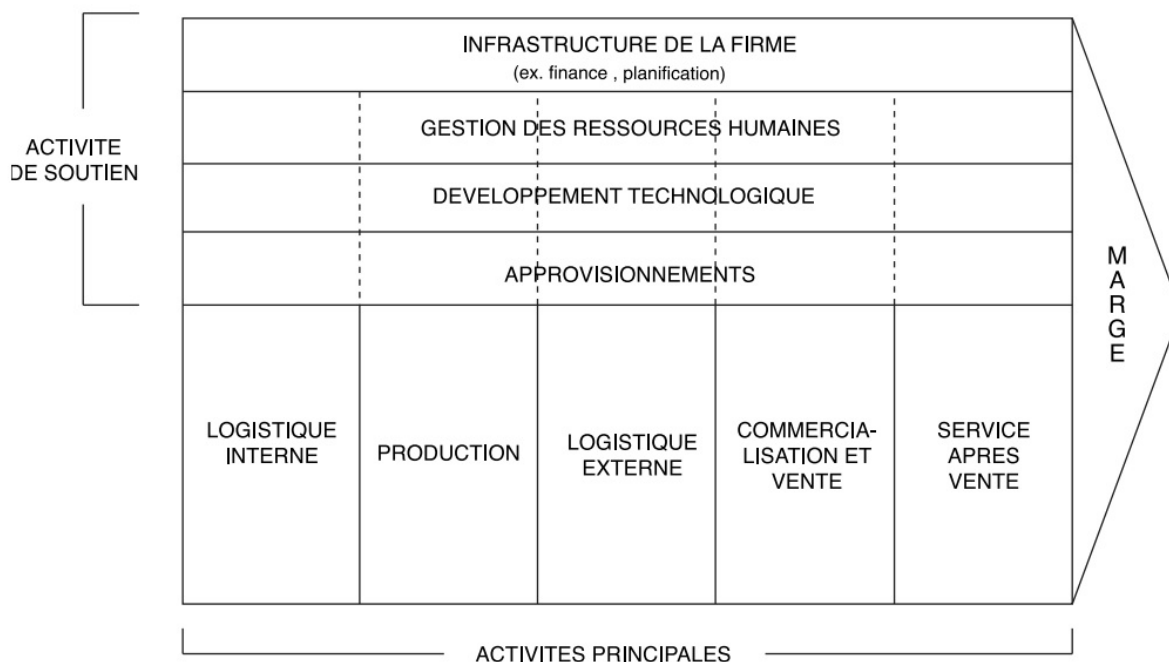 INFRASTRUCTURE DE LA FIRME
(ex. finance , planification)
GESTION DES RESSOURCES HUMAINES
ACTIVITE
DE SOUTIEN
DEVELOPPEMENT TECHNOLOGIQUE
APPROVISIONNEMENTS
MARGE
LOGISTIQUE
INTERNE
PRODUCTION
LOGISTIQUE
EXTERNE
COMMERCIA-
LISATION ET
VENTE
SERVICE
APRES
VENTE
ACTIVITES PRINCIPALES